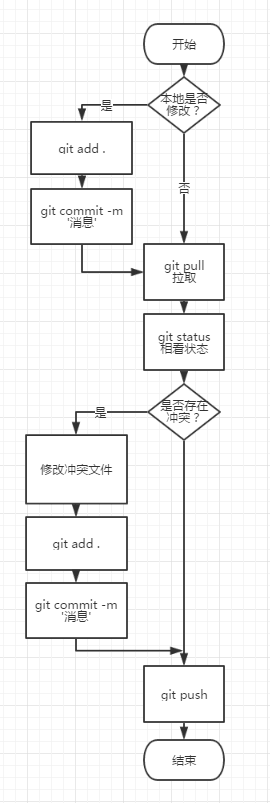 开始
本地是否
修改？
是
git add .
否
git commit -m
'消息'
git pull
拉取
git status
相看状态
是否存在
冲突？
是
修改冲突文件
git add .
git commit -m
'消息'
git push
结束